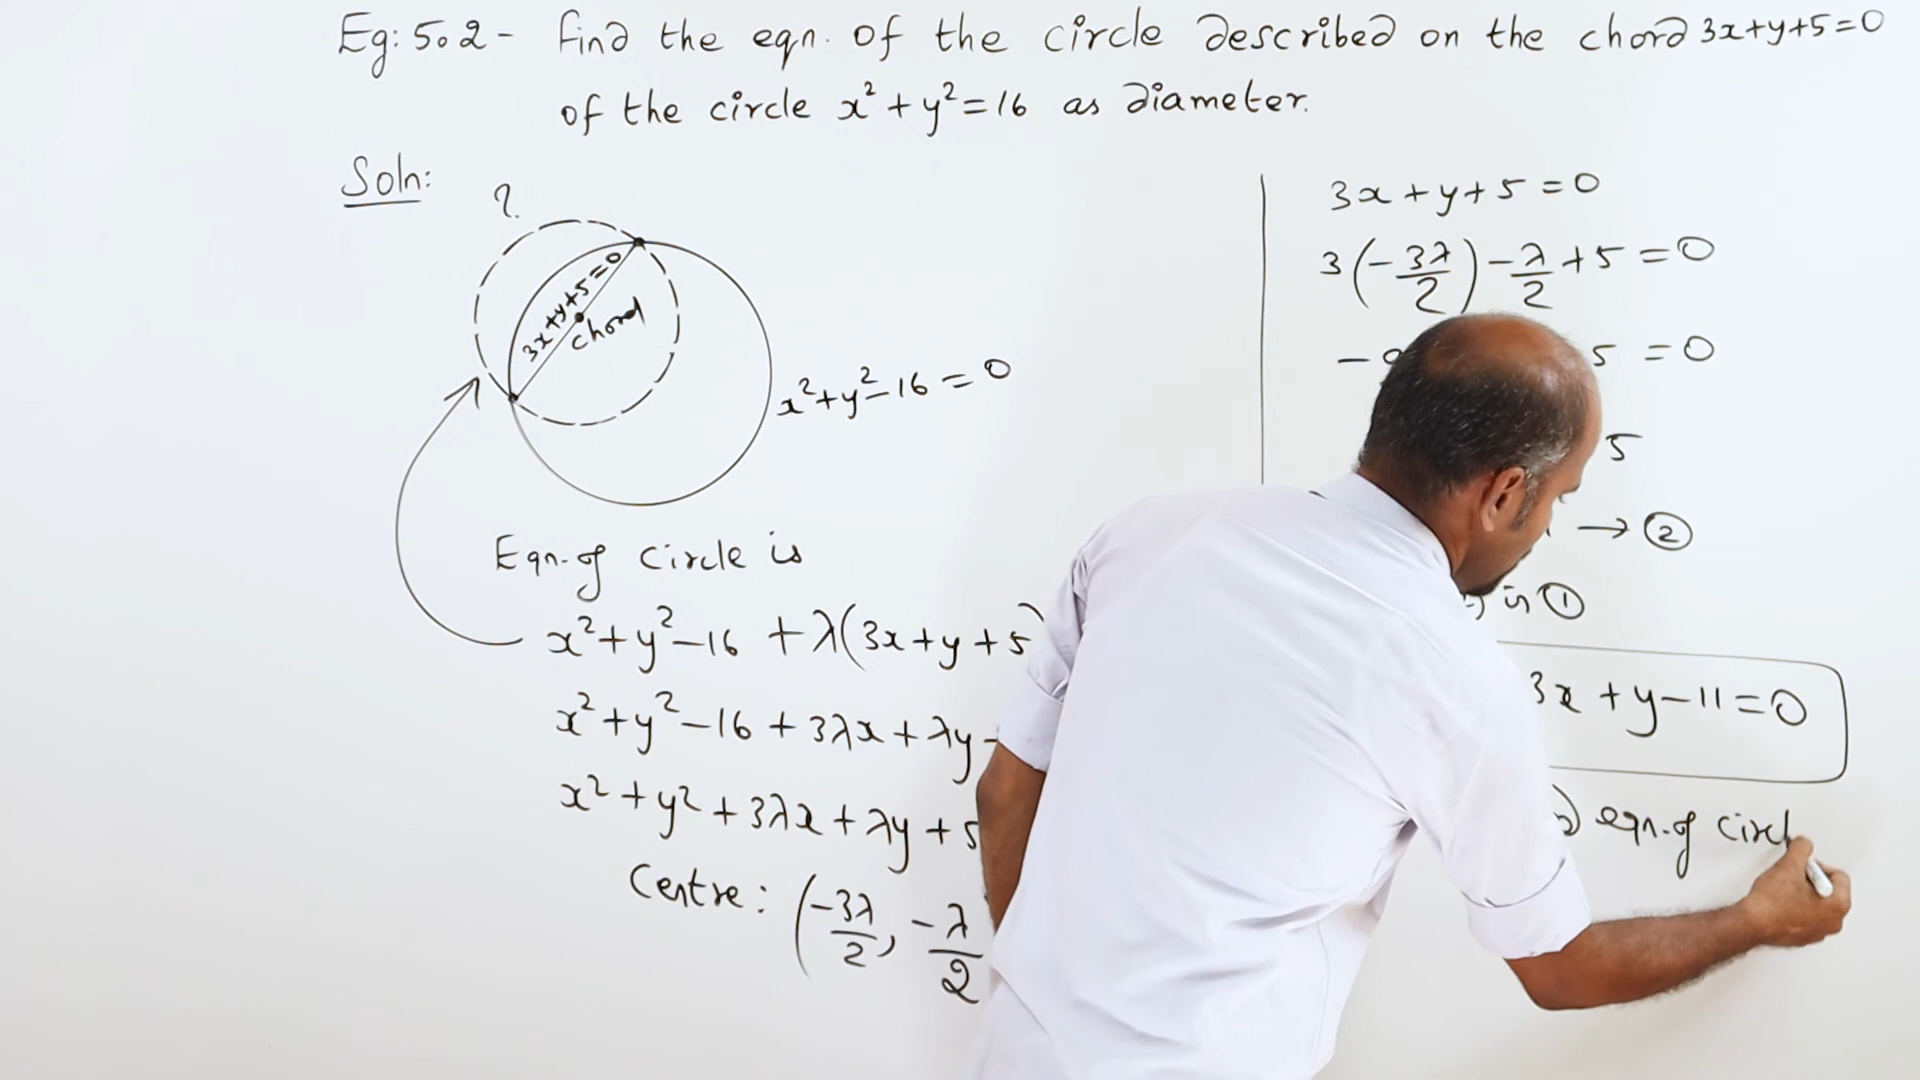 Eg: 5.2 - Find the eqn. of the circle described on the chord 3x+y+5=0
of the circle x²+y²=16 as diameter.
Soln:
?
3x+y+5=0
chord
x²+y²-16=0
Eqn. of circle is
x²+y²-16+λ(3x+y+5)
x²+y²-16+3λx+λy
x²+y²+3λx+λy+5
Centre: (-3λ/2, -λ/2
3x+y+5=0
3(-3λ/2)-λ/2+5=0
5=0
5
→ ②
in ①
3x+y-11=0
eqn. of circl